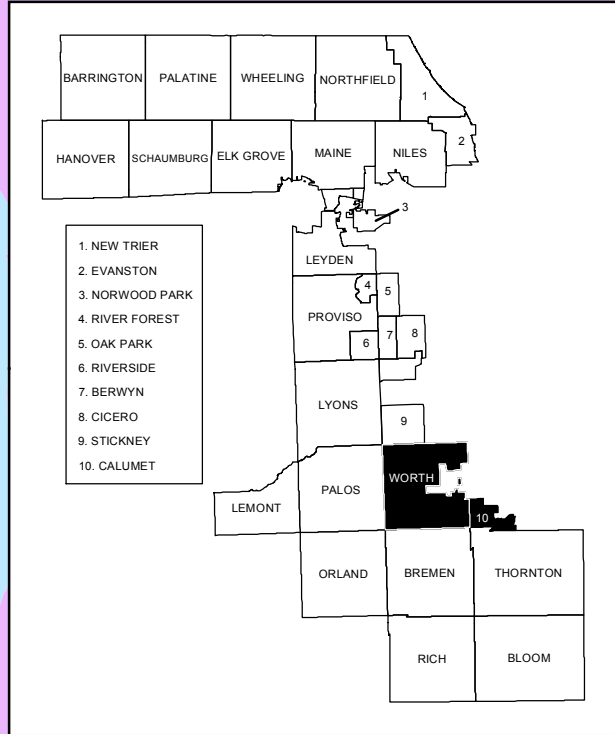 BARRINGTON PALATINE WHEELING NORTHFIELD
1
2
HANOVER SCHAUMBURG ELK GROVE MAINE NILES
3
1. NEW TRIER
2. EVANSTON
3. NORWOOD PARK
4. RIVER FOREST
5. OAK PARK
6. RIVERSIDE
7. BERWYN
8. CICERO
9. STICKNEY
10. CALUMET
LEYDEN
4
5
PROVISO
6
7
8
LYONS
9
WORTH
PALOS
LEMONT
10
ORLAND BREMEN THORNTON
RICH BLOOM